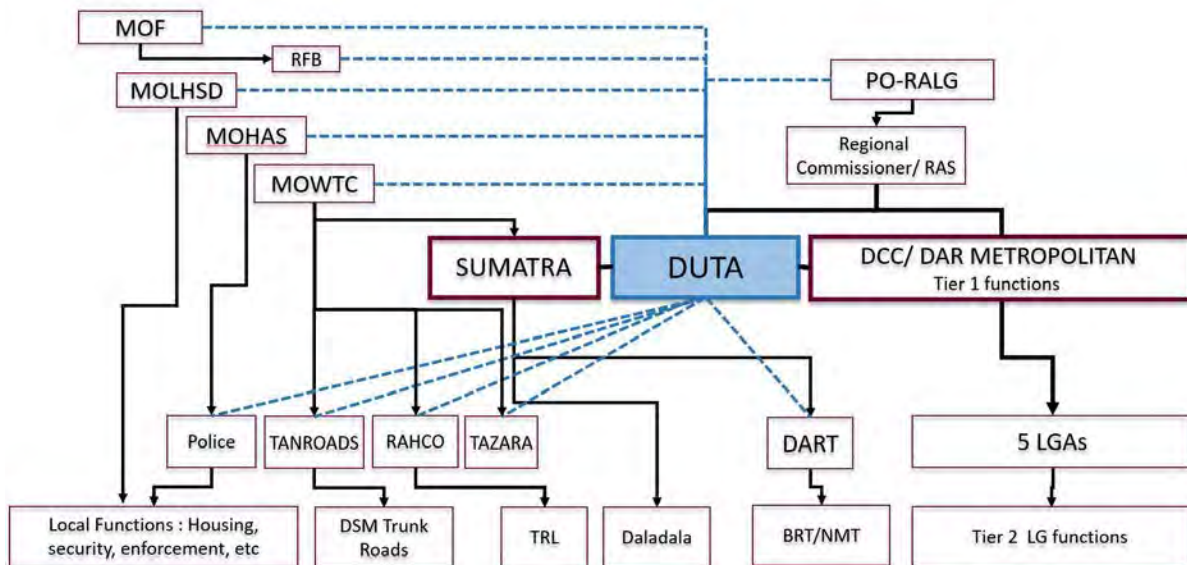 MOF
RFB
MOLHSD
PO-RALG
MOHAS
Regional
Commissioner/ RAS
MOWTC
SUMATRA
DUTA
DCC/ DAR METROPOLITAN
Tier 1 functions
Police
TANROADS
RAHCO
TAZARA
DART
5 LGAs
Local Functions : Housing,
security, enforcement, etc
DSM Trunk
Roads
TRL
Daladala
BRT/NMT
Tier 2 LG functions